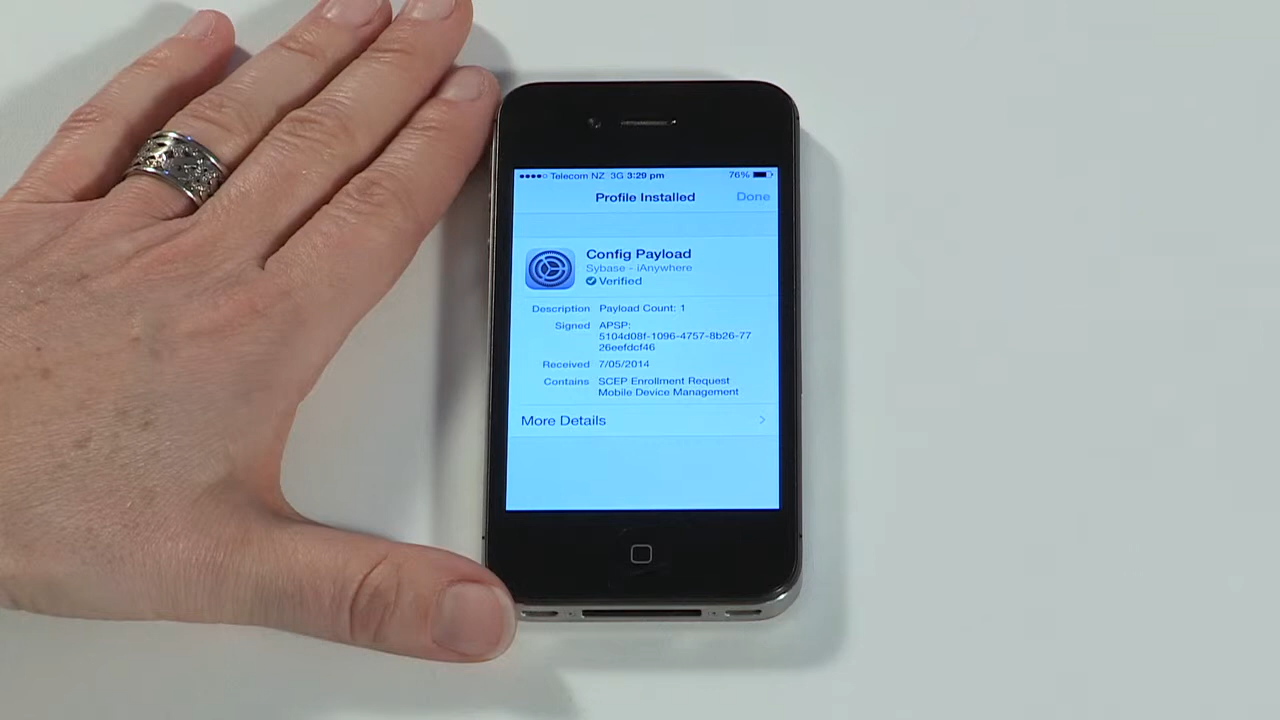 Telecom NZ 3G 3:29 pm 76%
Profile Installed Done
Config Payload
Sybase - iAnywhere
Verified
Description Payload Count: 1
Signed APSP:
5104d08f-1096-4757-8b26-77
26eefdcf46
Received 7/05/2014
Contains SCEP Enrollment Request
Mobile Device Management
More Details